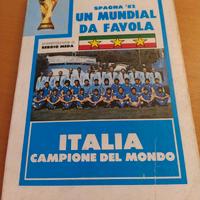 SPAGNA '82
UN MUNDIAL
DA FAVOLA
SERGIO MEDA
ITALIA
CAMPIONE DEL MONDO